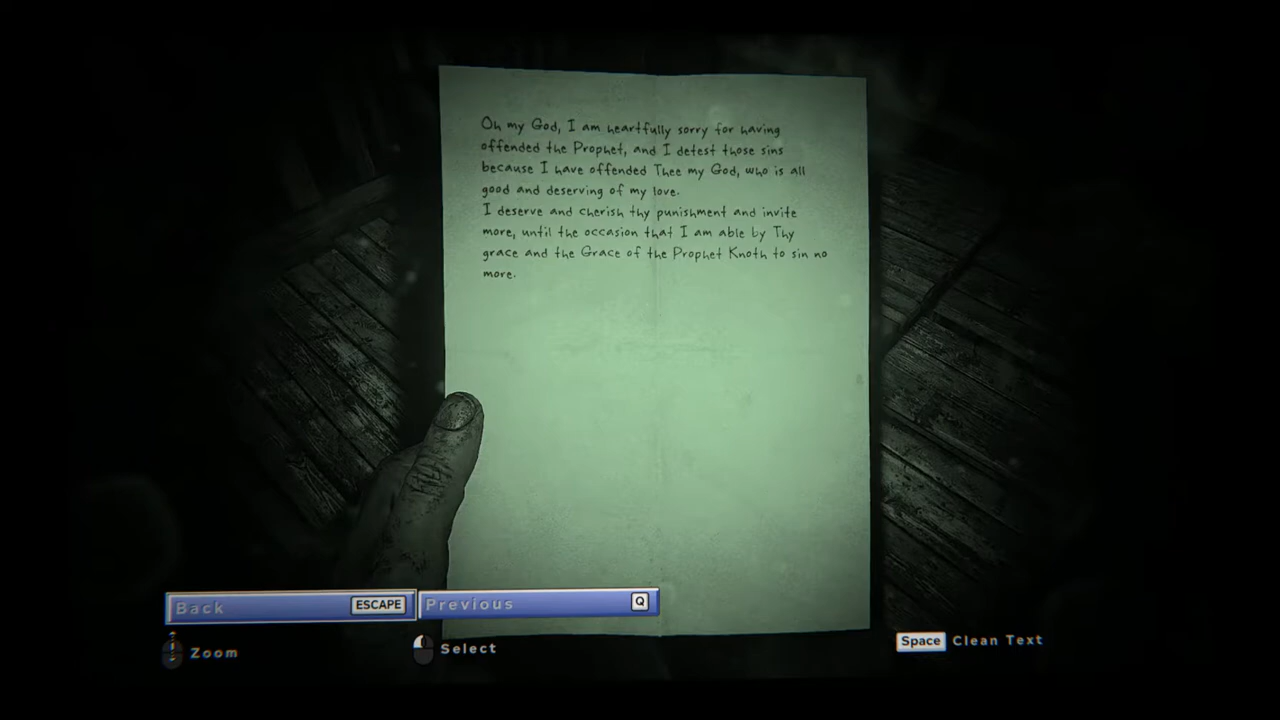 Oh my God, I am heartfully sorry for having
offended the Prophet, and I detest those sins
because I have offended Thee my God, who is all
good and deserving of my love.
I deserve and cherish thy punishment and invite
more, until the occasion that I am able by Thy
grace and the Grace of the Prophet Knoth to sin no
more.
Back ESCAPE Previous Q
Zoom Select Space Clean Text